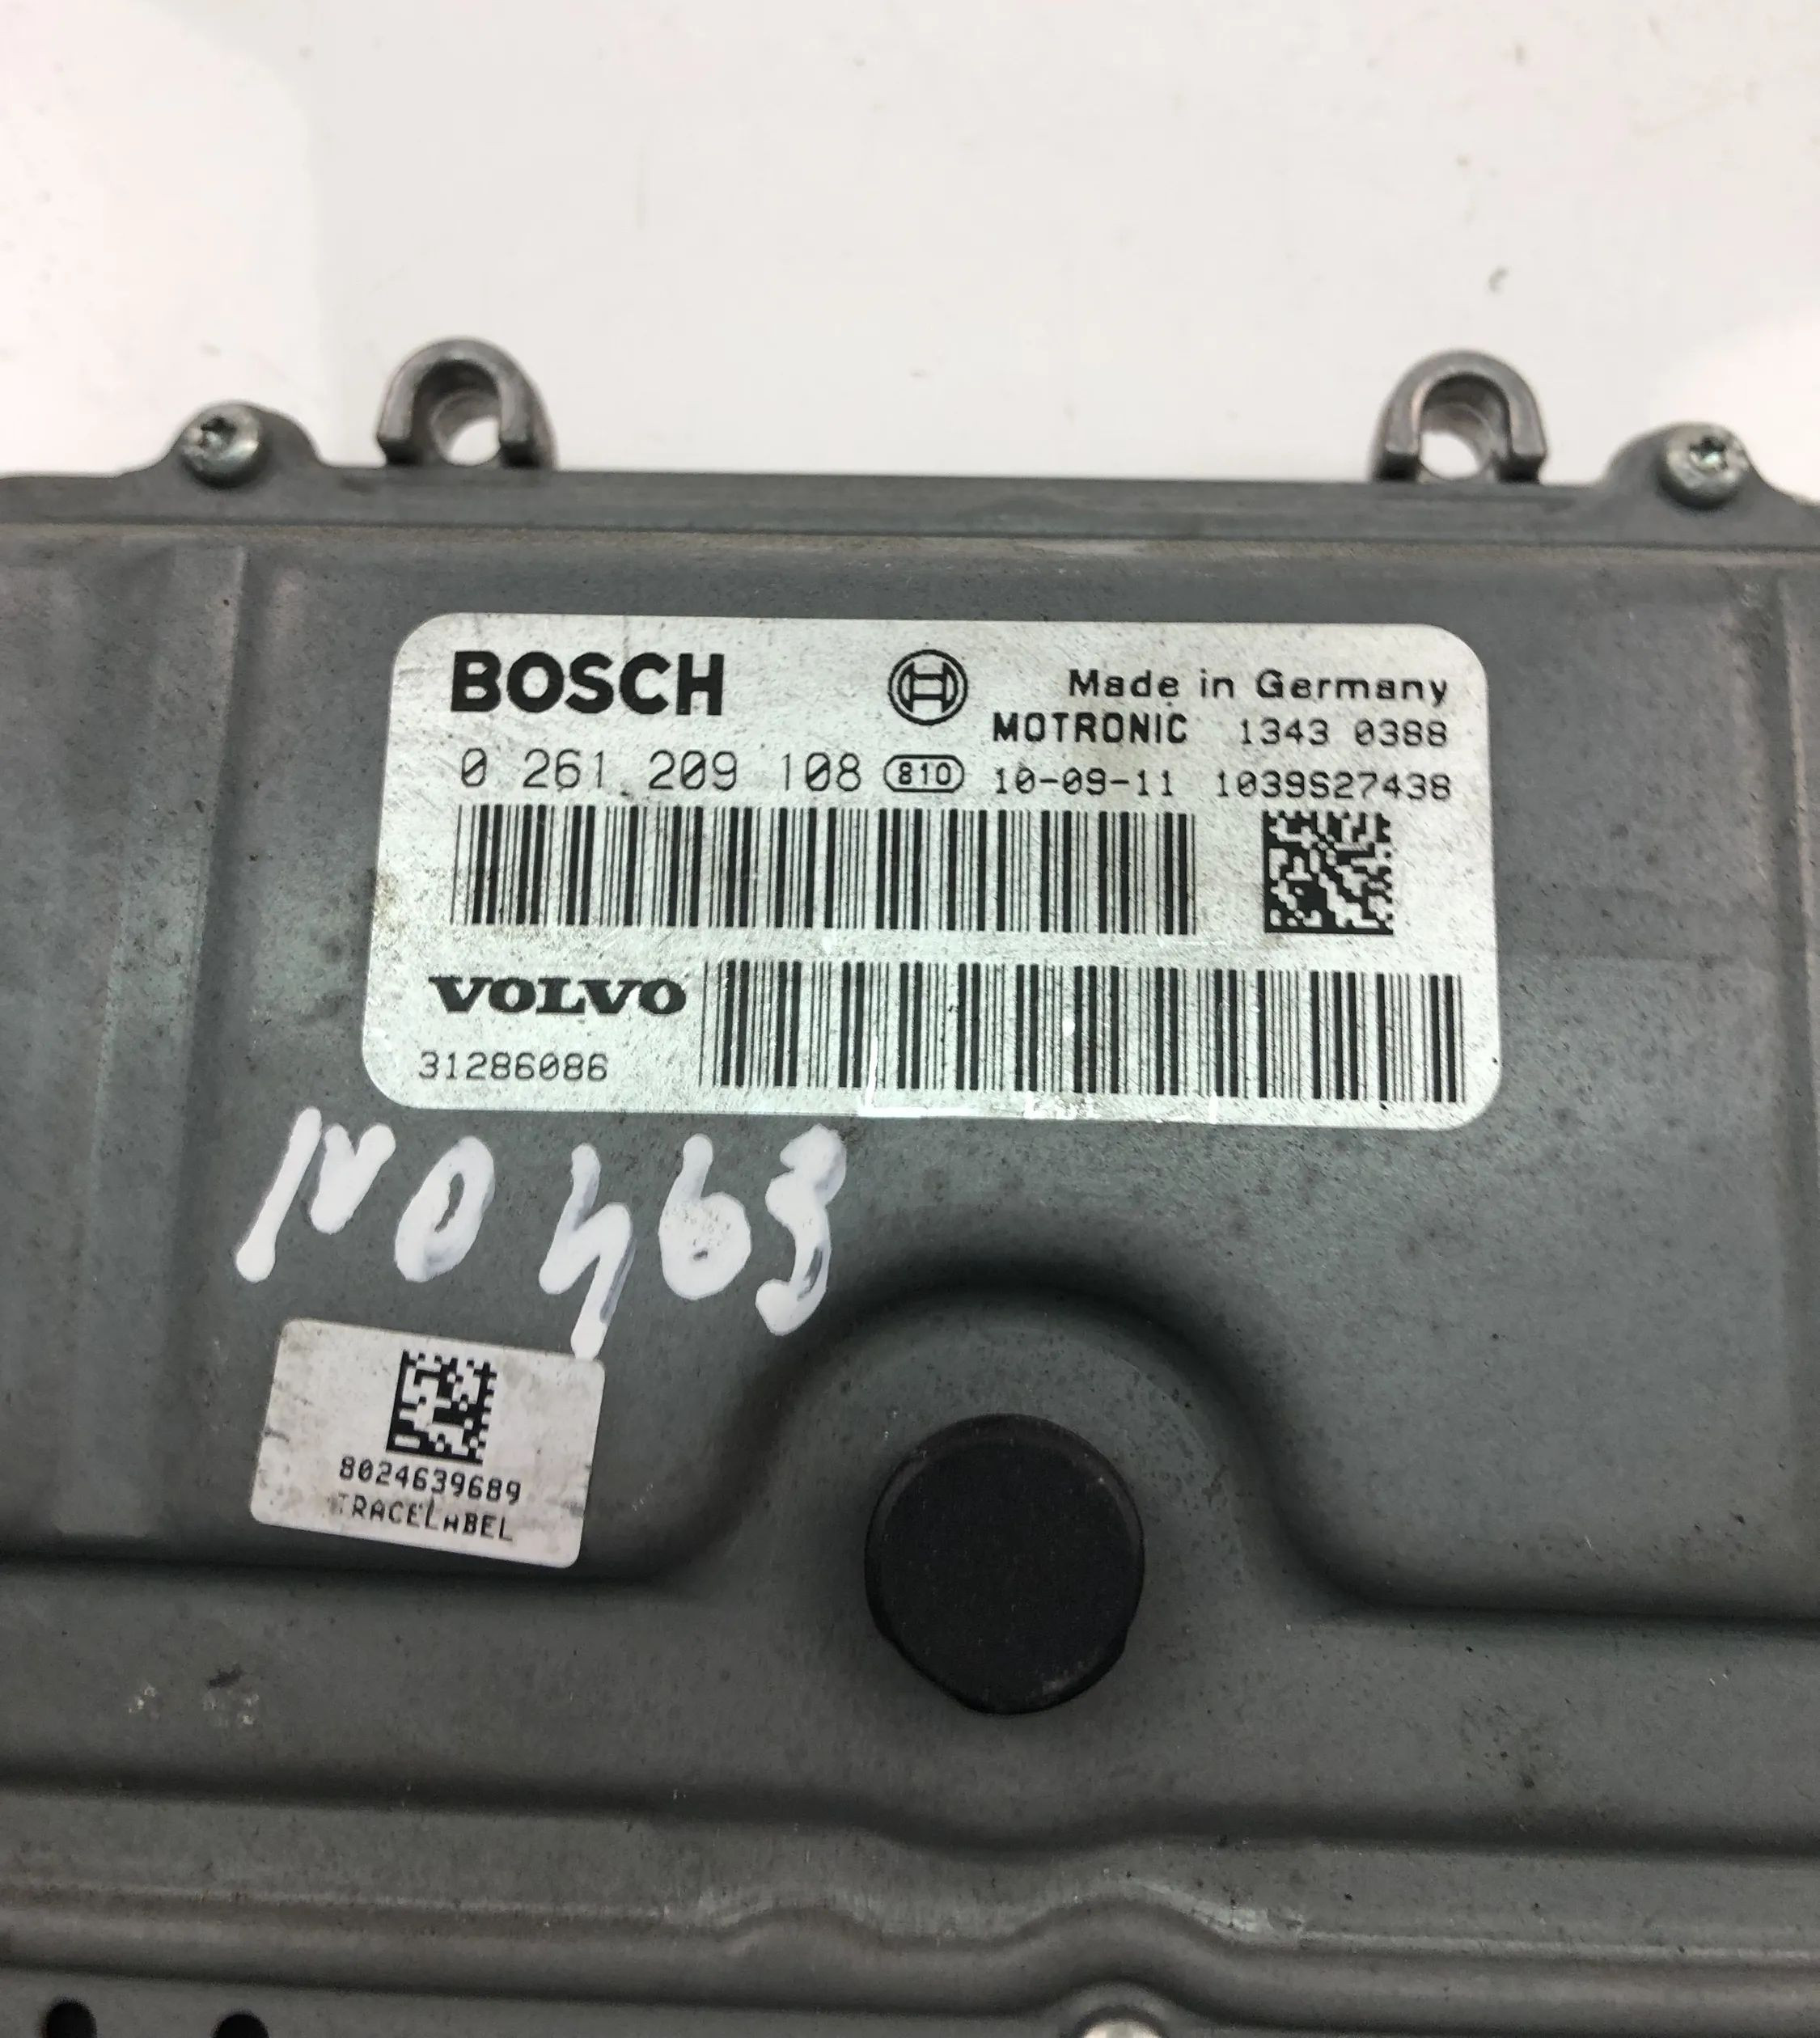 BOSCH Made in Germany
MOTRONIC 1343 0388
0 261 209 108 810 10-09-11 1039S27438
VOLVO
31286086
N0463
8024639689
TRACELABEL